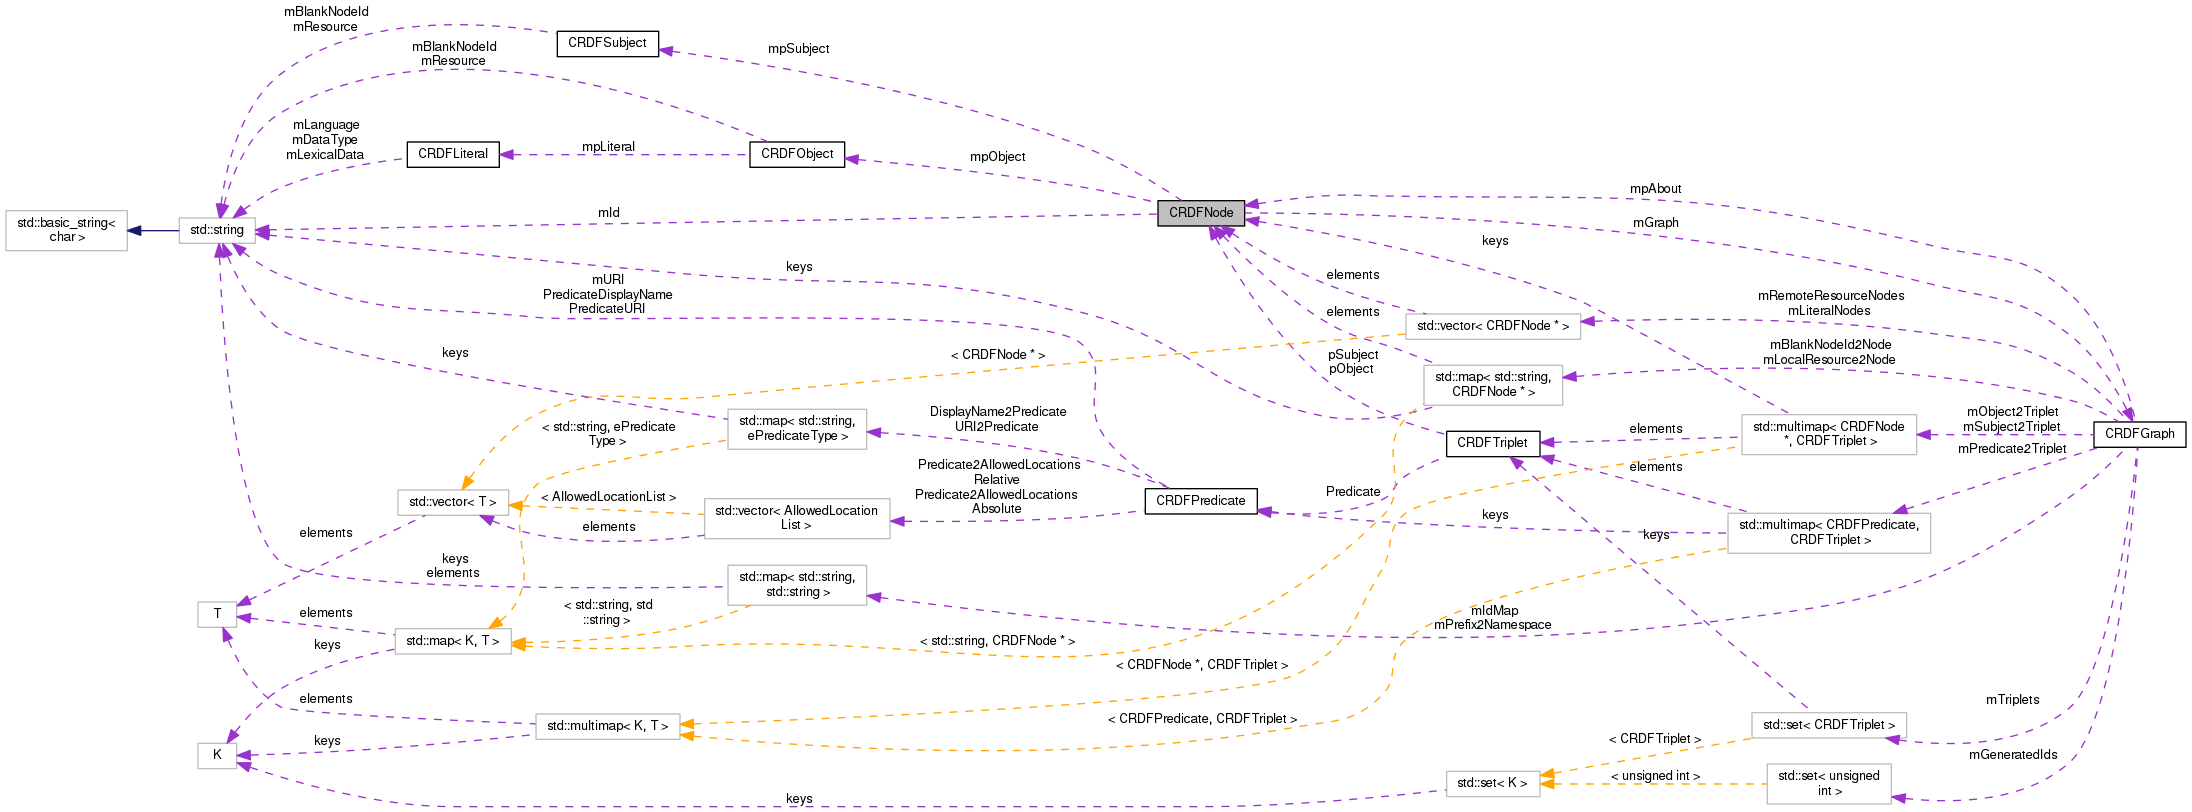 mBlankNodeId
mResource
CRDFSubject
mpSubject
mBlankNodeId
mResource
mLanguage
mDataType
mLexicalData
CRDFLiteral
mpLiteral
CRDFObject
mpObject
mpAbout
std::basic_string<
char >
std::string
mId
CRDFNode
mGraph
keys
keys
mURI
PredicateDisplayName
PredicateURI
elements
mRemoteResourceNodes
mLiteralNodes
elements
std::vector< CRDFNode * >
keys
< CRDFNode * >
pSubject
pObject
mBlankNodeId2Node
mLocalResource2Node
std::map< std::string,
CRDFNode * >
DisplayName2Predicate
URI2Predicate
std::map< std::string,
ePredicateType >
< std::string, ePredicate
Type >
CRDFTriplet
elements
std::multimap< CRDFNode
*, CRDFTriplet >
mObject2Triplet
mSubject2Triplet
CRDFGraph
mPredicate2Triplet
elements
Predicate2AllowedLocations
Relative
Predicate2AllowedLocations
Absolute
CRDFPredicate
Predicate
std::vector< T >
< AllowedLocationList >
std::vector< AllowedLocation
List >
elements
elements
keys
std::multimap< CRDFPredicate,
CRDFTriplet >
keys
keys
elements
std::map< std::string,
std::string >
T
elements
< std::string, std
::string >
mIdMap
mPrefix2Namespace
std::map< K, T >
keys
< std::string, CRDFNode * >
< CRDFNode *, CRDFTriplet >
elements
std::multimap< K, T >
< CRDFPredicate, CRDFTriplet >
mTriplets
std::set< CRDFTriplet >
keys
K
< CRDFTriplet >
mGeneratedIds
std::set< K >
< unsigned int >
std::set< unsigned
int >
keys